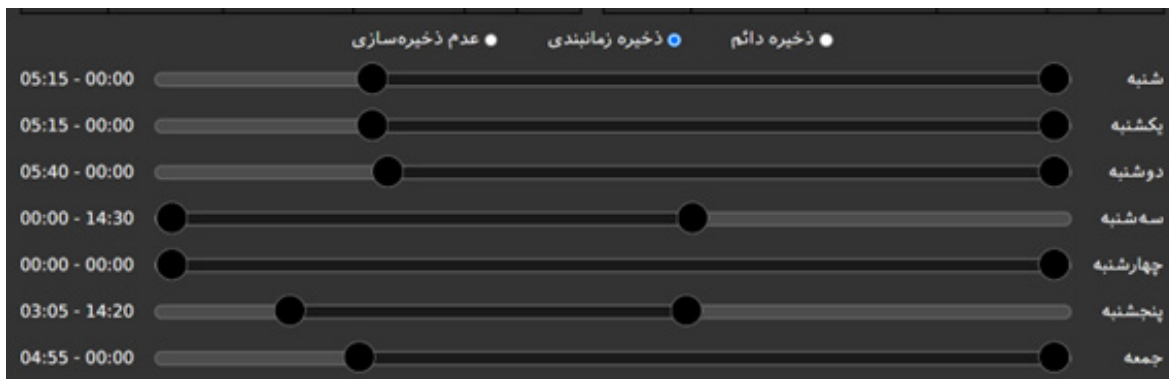 ذخیره دائم ذخیره زمانبندی عدم ذخیره‌سازی
شنبه 05:15 - 00:00
یکشنبه 05:15 - 00:00
دوشنبه 05:40 - 00:00
سه‌شنبه 00:00 - 14:30
چهارشنبه 00:00 - 00:00
پنجشنبه 03:05 - 14:20
جمعه 04:55 - 00:00